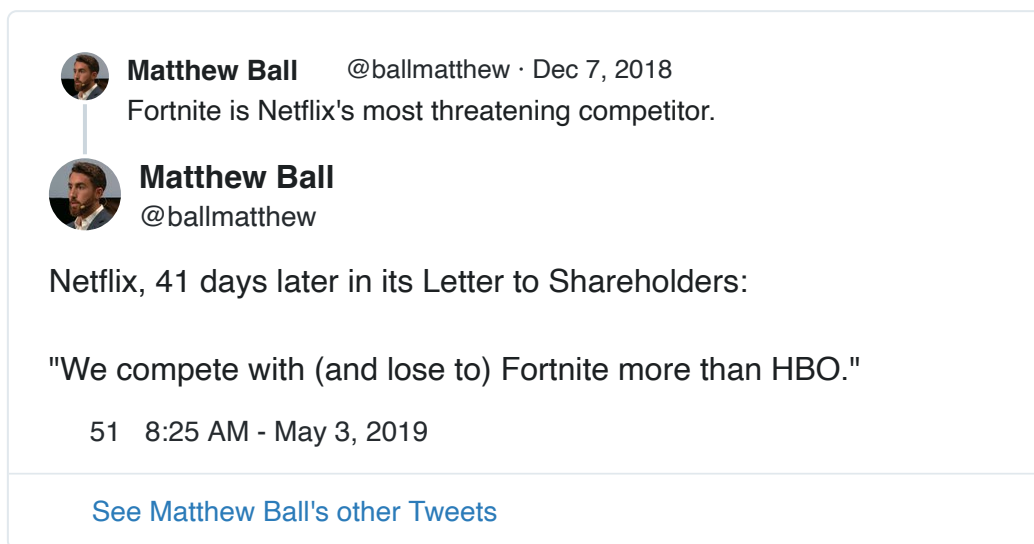 Matthew Ball @ballmatthew · Dec 7, 2018
Fortnite is Netflix's most threatening competitor.
Matthew Ball
@ballmatthew
Netflix, 41 days later in its Letter to Shareholders:
"We compete with (and lose to) Fortnite more than HBO."
51 8:25 AM - May 3, 2019
See Matthew Ball's other Tweets